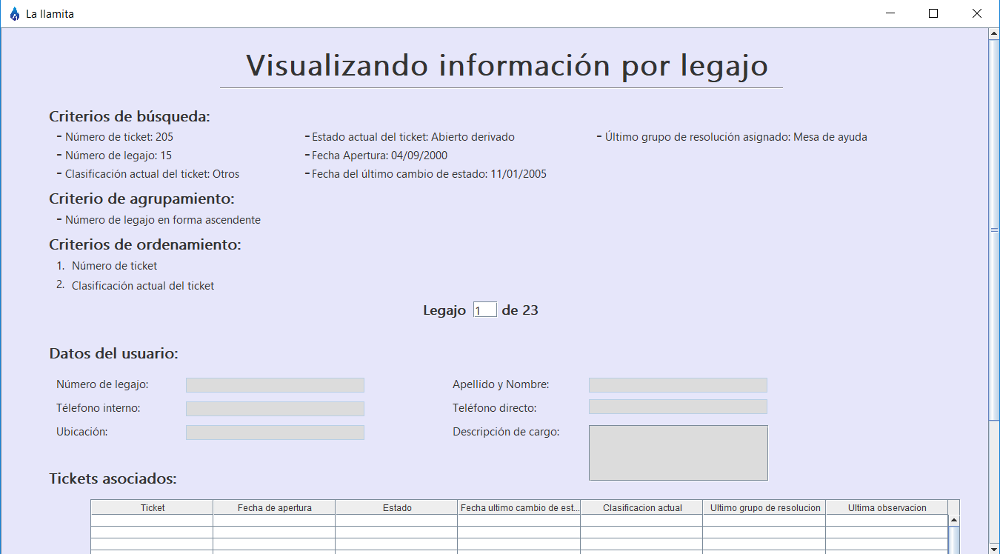 La llamita
Visualizando información por legajo
Criterios de búsqueda:
- Número de ticket: 205
- Estado actual del ticket: Abierto derivado
- Último grupo de resolución asignado: Mesa de ayuda
- Número de legajo: 15
- Fecha Apertura: 04/09/2000
- Clasificación actual del ticket: Otros
- Fecha del último cambio de estado: 11/01/2005
Criterio de agrupamiento:
- Número de legajo en forma ascendente
Criterios de ordenamiento:
1. Número de ticket
2. Clasificación actual del ticket
Legajo 1 de 23
Datos del usuario:
Número de legajo:
Apellido y Nombre:
Télefono interno:
Teléfono directo:
Ubicación:
Descripción de cargo:
Tickets asociados:
Ticket
Fecha de apertura
Estado
Fecha ultimo cambio de est...
Clasificacion actual
Ultimo grupo de resolucion
Ultima observacion